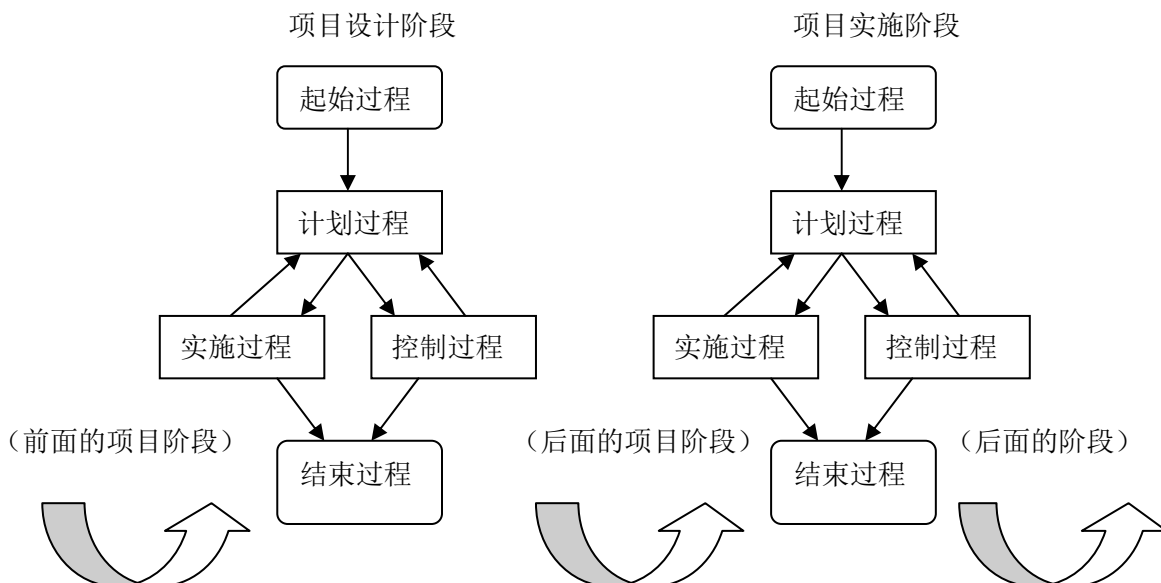 项目设计阶段
项目实施阶段
起始过程
起始过程
计划过程
计划过程
实施过程
控制过程
实施过程
控制过程
（前面的项目阶段）
（后面的项目阶段）
（后面的阶段）
结束过程
结束过程